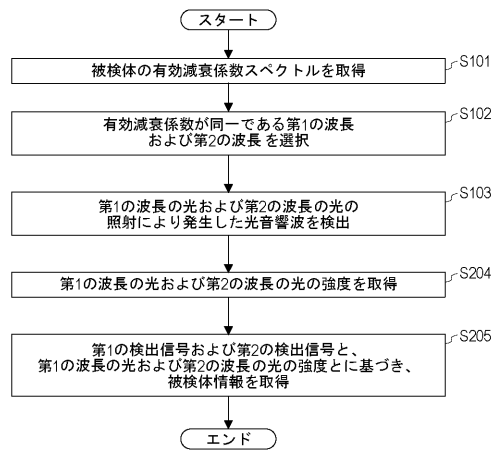 スタート
被検体の有効減衰係数スペクトルを取得
S101
有効減衰係数が同一である第1の波長
および第2の波長を選択
S102
第1の波長の光および第2の波長の光の
照射により発生した光音響波を検出
S103
第1の波長の光および第2の波長の光の強度を取得
S204
第1の検出信号および第2の検出信号と、
第1の波長の光および第2の波長の光の強度とに基づき、
被検体情報を取得
S205
エンド